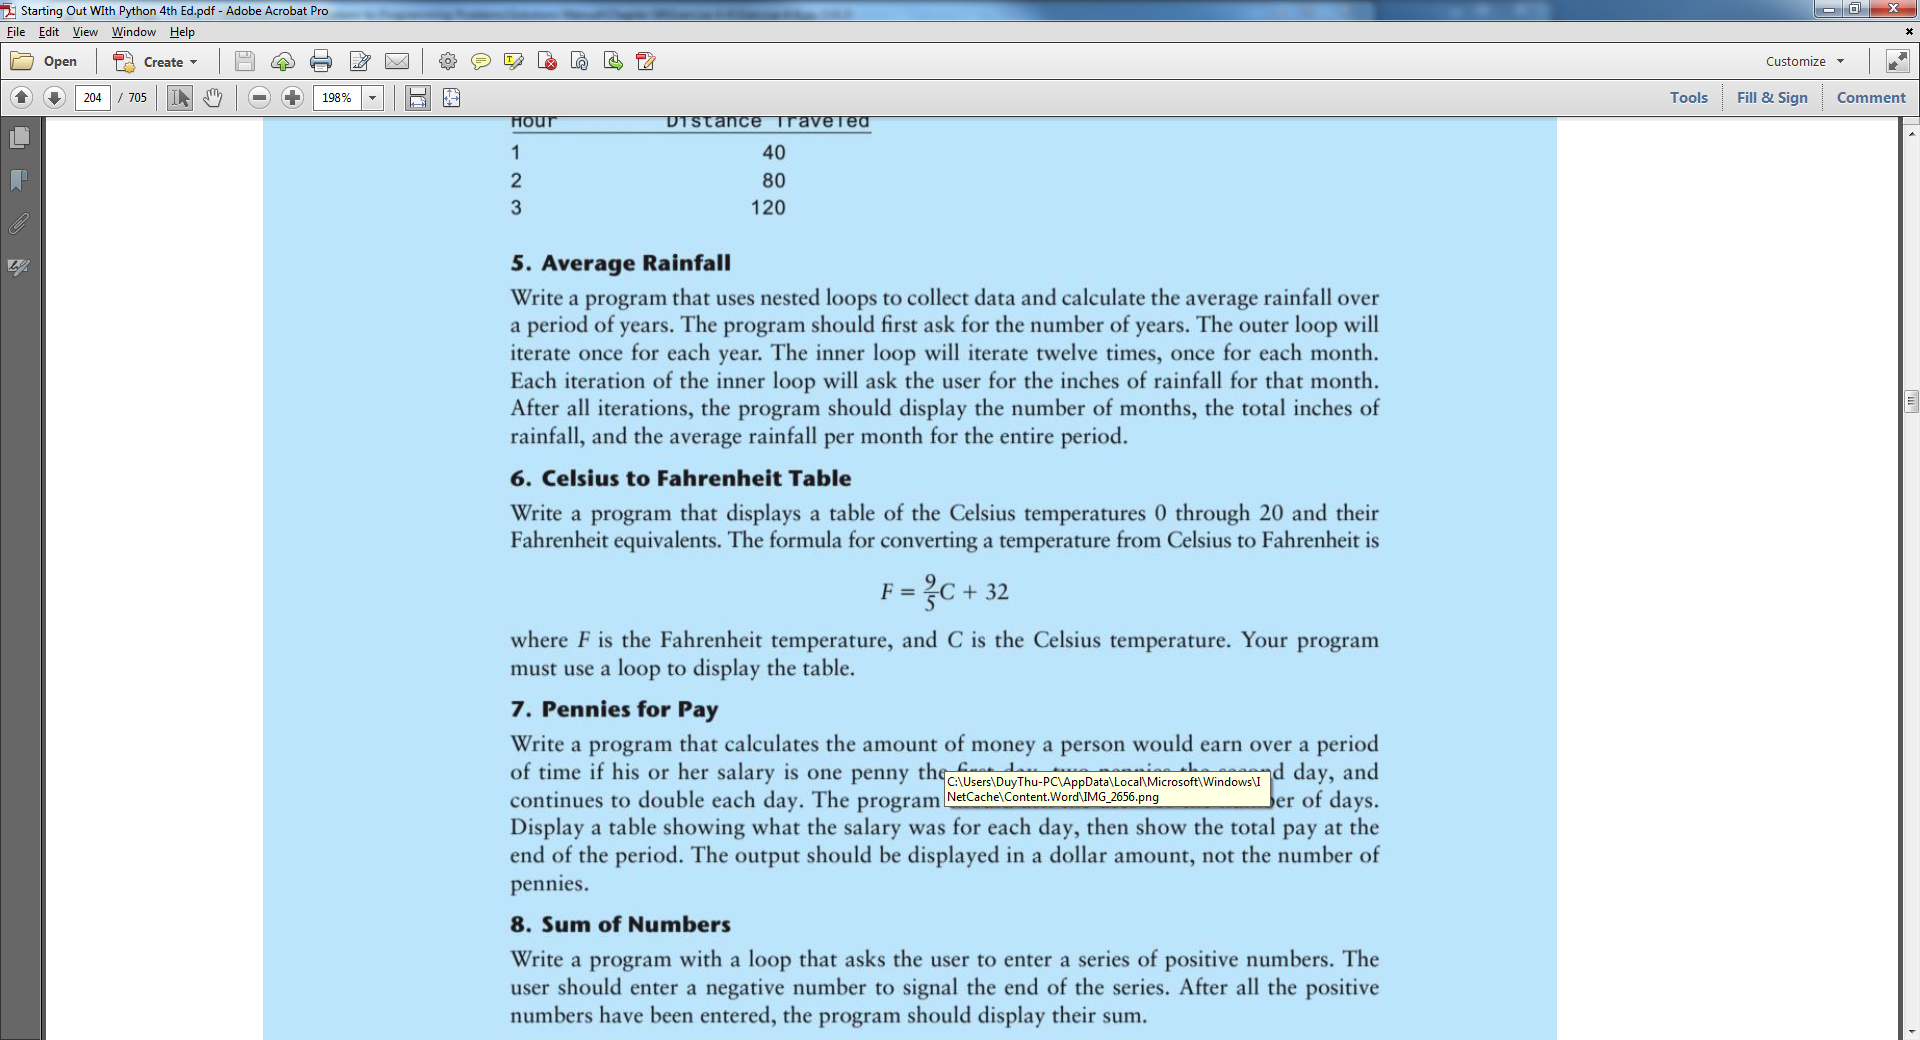 Starting Out With Python 4th Ed.pdf - Adobe Acrobat Pro
File Edit View Window Help
Open Create Customize
204 / 705 198% Tools Fill & Sign Comment
Hour Distance Traveled
1 40
2 80
3 120
5. Average Rainfall
Write a program that uses nested loops to collect data and calculate the average rainfall over
a period of years. The program should first ask for the number of years. The outer loop will
iterate once for each year. The inner loop will iterate twelve times, once for each month.
Each iteration of the inner loop will ask the user for the inches of rainfall for that month.
After all iterations, the program should display the number of months, the total inches of
rainfall, and the average rainfall per month for the entire period.
6. Celsius to Fahrenheit Table
Write a program that displays a table of the Celsius temperatures 0 through 20 and their
Fahrenheit equivalents. The formula for converting a temperature from Celsius to Fahrenheit is
F = 9/5 C + 32
where F is the Fahrenheit temperature, and C is the Celsius temperature. Your program
must use a loop to display the table.
7. Pennies for Pay
Write a program that calculates the amount of money a person would earn over a period
of time if his or her salary is one penny the first day, two pennies the second day, and
C:\Users\DuyThu-PC\AppData\Local\Microsoft\Windows\I
NetCache\Content.Word\IMG_2656.png
continues to double each day. The program number of days.
Display a table showing what the salary was for each day, then show the total pay at the
end of the period. The output should be displayed in a dollar amount, not the number of
pennies.
8. Sum of Numbers
Write a program with a loop that asks the user to enter a series of positive numbers. The
user should enter a negative number to signal the end of the series. After all the positive
numbers have been entered, the program should display their sum.